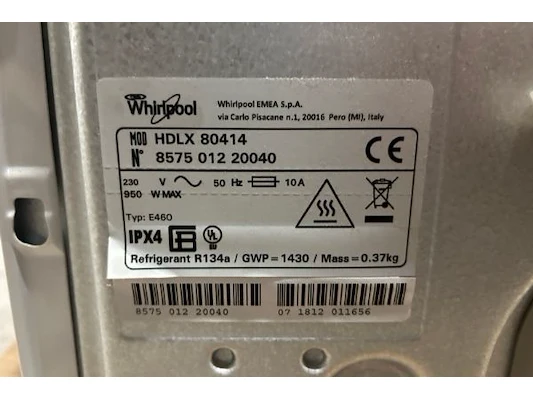 Whirlpool
Whirlpool EMEA S.p.A.
via Carlo Pisacane n.1, 20016 Pero (MI), Italy
MOD HDLX 80414
N° 8575 012 20040
CE
230 V ~ 50 Hz 10 A
950 W MAX
Typ: E460
IPX4
UL
Refrigerant R134a / GWP = 1430 / Mass = 0.37kg
8575 012 20040
07 1812 011656